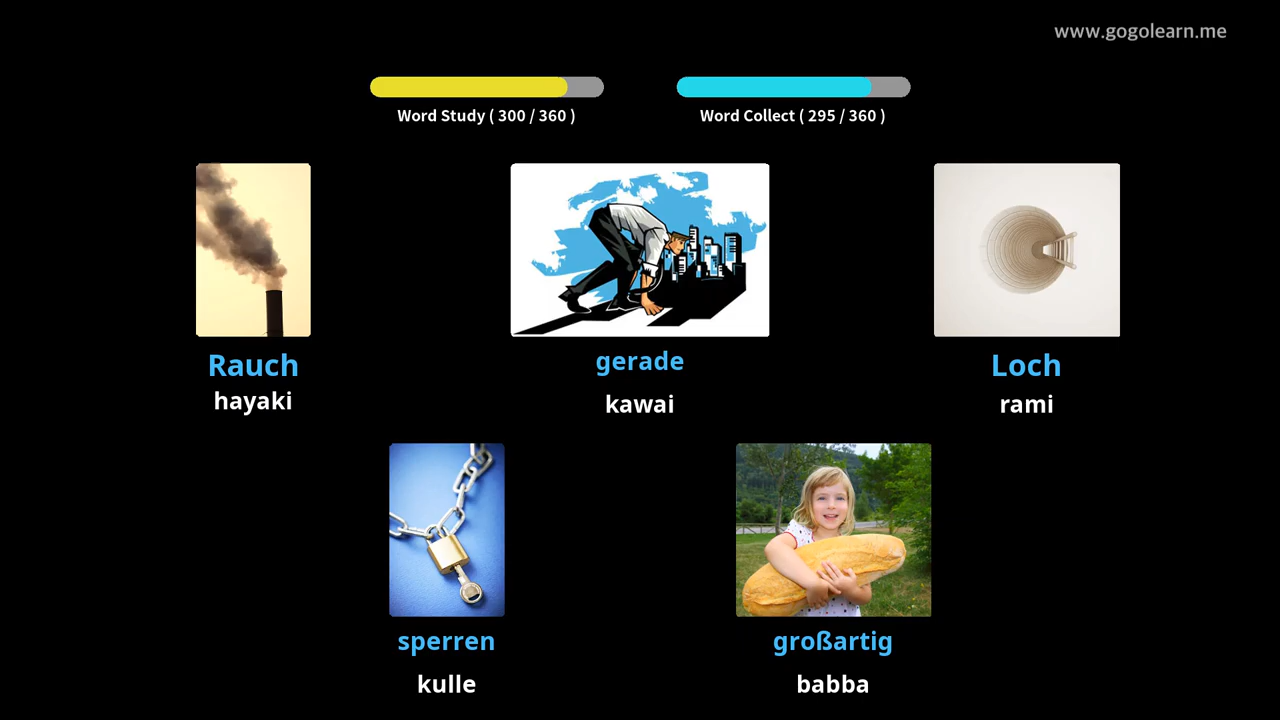 www.gogolearn.me
Word Study ( 300 / 360 )
Word Collect ( 295 / 360 )
Rauch
hayaki
gerade
kawai
Loch
rami
sperren
kulle
großartig
babba